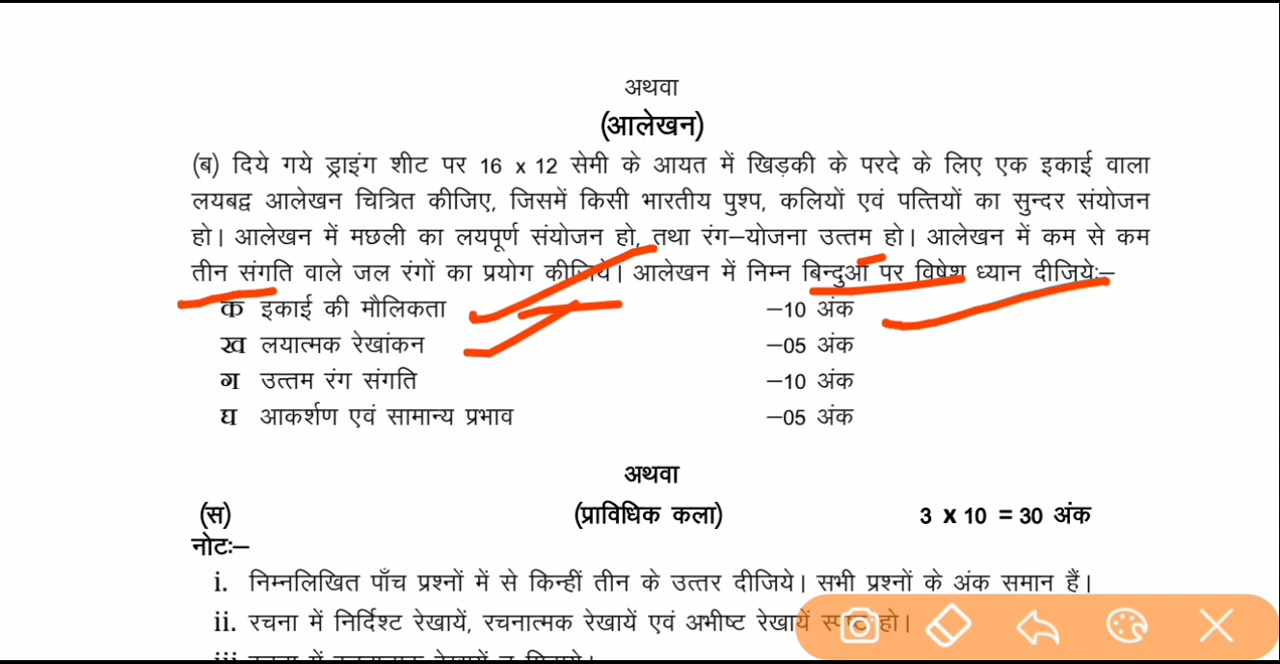 अथवा
(आलेखन)
(ब) दिये गये ड्राइंग शीट पर 16 x 12 सेमी के आयत में खिड़की के परदे के लिए एक इकाई वाला
लयबद्व आलेखन चित्रित कीजिए, जिसमें किसी भारतीय पुश्प, कलियों एवं पत्तियों का सुन्दर संयोजन
हो। आलेखन में मछली का लयपूर्ण संयोजन हो, तथा रंग–योजना उत्तम हो। आलेखन में कम से कम
तीन संगति वाले जल रंगों का प्रयोग कीजिये। आलेखन में निम्न बिन्दुओं पर विषेश ध्यान दीजिये:–
क इकाई की मौलिकता –10 अंक
ख लयात्मक रेखांकन –05 अंक
ग उत्तम रंग संगति –10 अंक
घ आकर्शण एवं सामान्य प्रभाव –05 अंक
अथवा
(स) (प्राविधिक कला) 3 x 10 = 30 अंक
नोट:–
i. निम्नलिखित पाँच प्रश्नों में से किन्हीं तीन के उत्तर दीजिये। सभी प्रश्नों के अंक समान हैं।
ii. रचना में निर्दिश्ट रेखायें, रचनात्मक रेखायें एवं अभीष्ट रेखायें स्पष्ट हो।